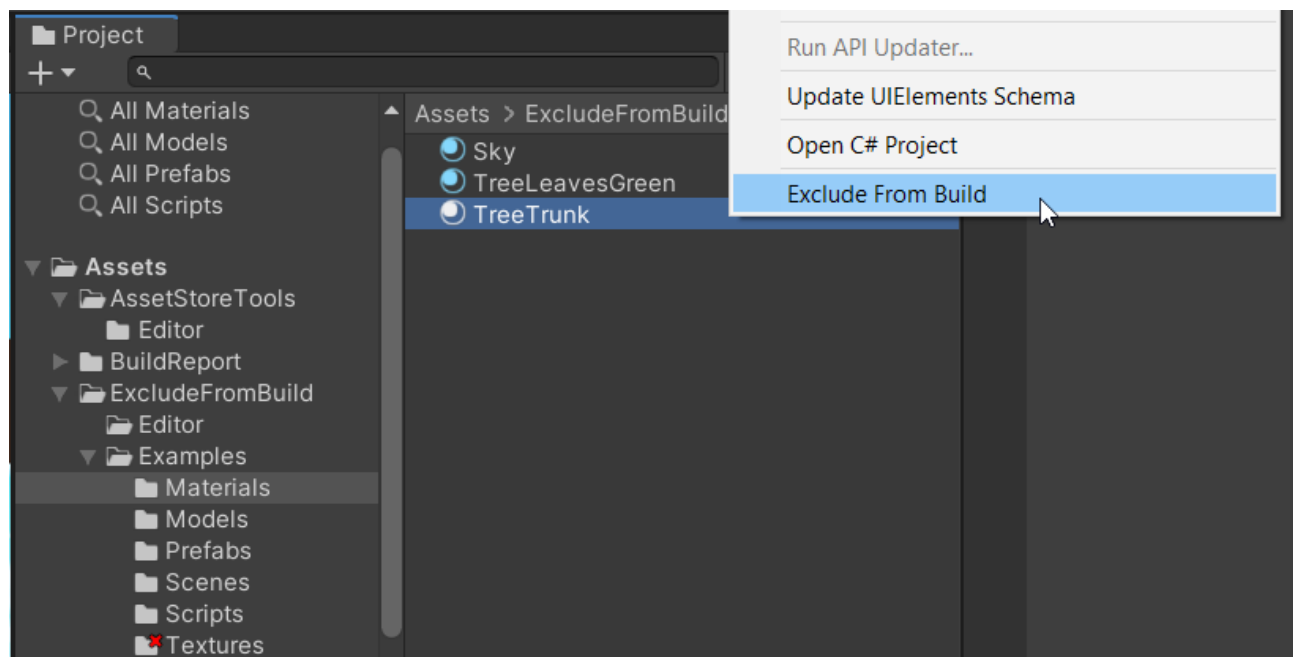 Project
All Materials
All Models
All Prefabs
All Scripts
Assets
AssetStoreTools
Editor
BuildReport
ExcludeFromBuild
Editor
Examples
Materials
Models
Prefabs
Scenes
Scripts
Textures
Assets > ExcludeFromBuild
Sky
TreeLeavesGreen
TreeTrunk
Run API Updater...
Update UIElements Schema
Open C# Project
Exclude From Build